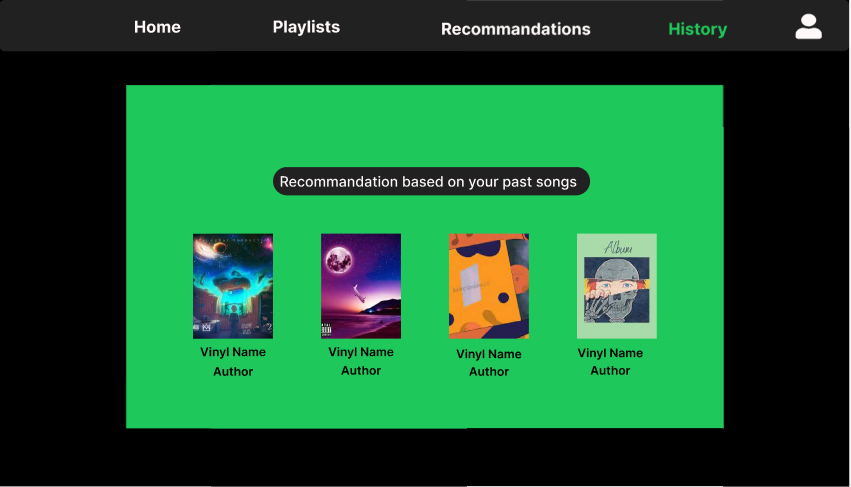 Home Playlists Recommandations History
Recommandation based on your past songs
Album
Vinyl Name Vinyl Name Vinyl Name Vinyl Name
Author Author Author Author